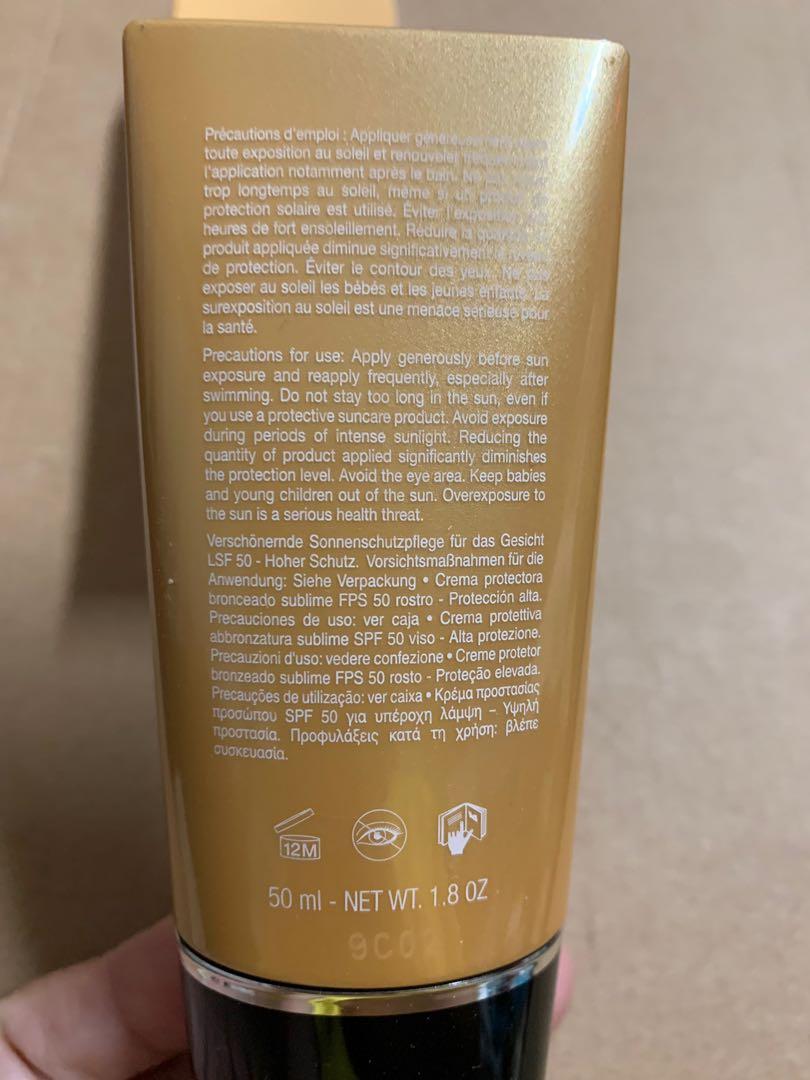 Précautions d'emploi : Appliquer
toute exposition au soleil et renouveler
l'application notamment après le bain. Ne
trop longtemps au soleil, même si un
protection solaire est utilisé. Éviter l'exposition
heures de fort ensoleillement. Réduire la
produit appliquée diminue significativement
de protection. Éviter le contour des yeux. Ne pas
exposer au soleil les bébés et les jeunes enfants. La
surexposition au soleil est une menace sérieuse pour
la santé.
Precautions for use: Apply generously before sun
exposure and reapply frequently, especially after
swimming. Do not stay too long in the sun, even if
you use a protective suncare product. Avoid exposure
during periods of intense sunlight. Reducing the
quantity of product applied significantly diminishes
the protection level. Avoid the eye area. Keep babies
and young children out of the sun. Overexposure to
the sun is a serious health threat.
Verschönernde Sonnenschutzpflege für das Gesicht
LSF 50 - Hoher Schutz. Vorsichtsmaßnahmen für die
Anwendung: Siehe Verpackung • Crema protectora
bronceado sublime FPS 50 rostro - Protección alta.
Precauciones de uso: ver caja • Crema protettiva
abbronzatura sublime SPF 50 viso - Alta protezione.
Precauzioni d'uso: vedere confezione • Creme protetor
bronzeado sublime FPS 50 rosto - Proteção elevada.
Precauções de utilização: ver caixa • Κρέμα προστασίας
προσώπου SPF 50 για υπέροχη λάμψη – Υψηλή
προστασία. Προφυλάξεις κατά τη χρήση: βλέπε
συσκευασία.
12M
50 ml - NET WT. 1.8 OZ
9C02